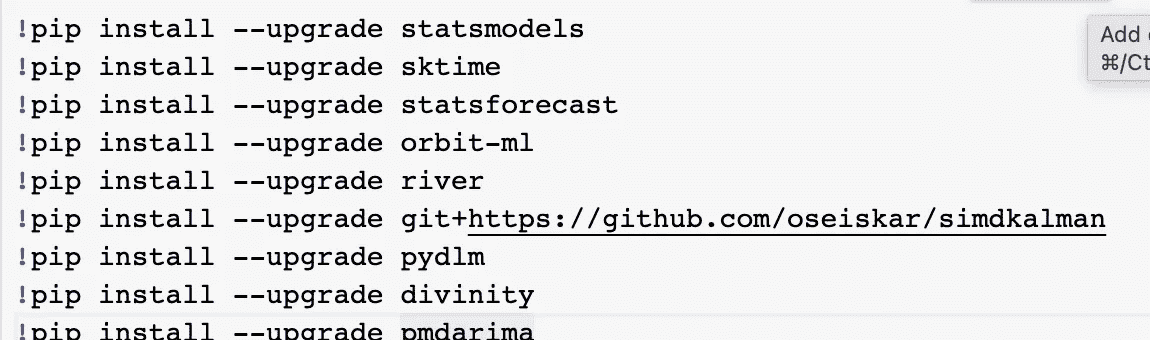 !pip install --upgrade statsmodels
!pip install --upgrade sktime
!pip install --upgrade statsforecast
!pip install --upgrade orbit-ml
!pip install --upgrade river
!pip install --upgrade git+https://github.com/oseiskar/simdkalman
!pip install --upgrade pydlm
!pip install --upgrade divinity
!pip install --upgrade pmdarima
Add
⌘/Ct